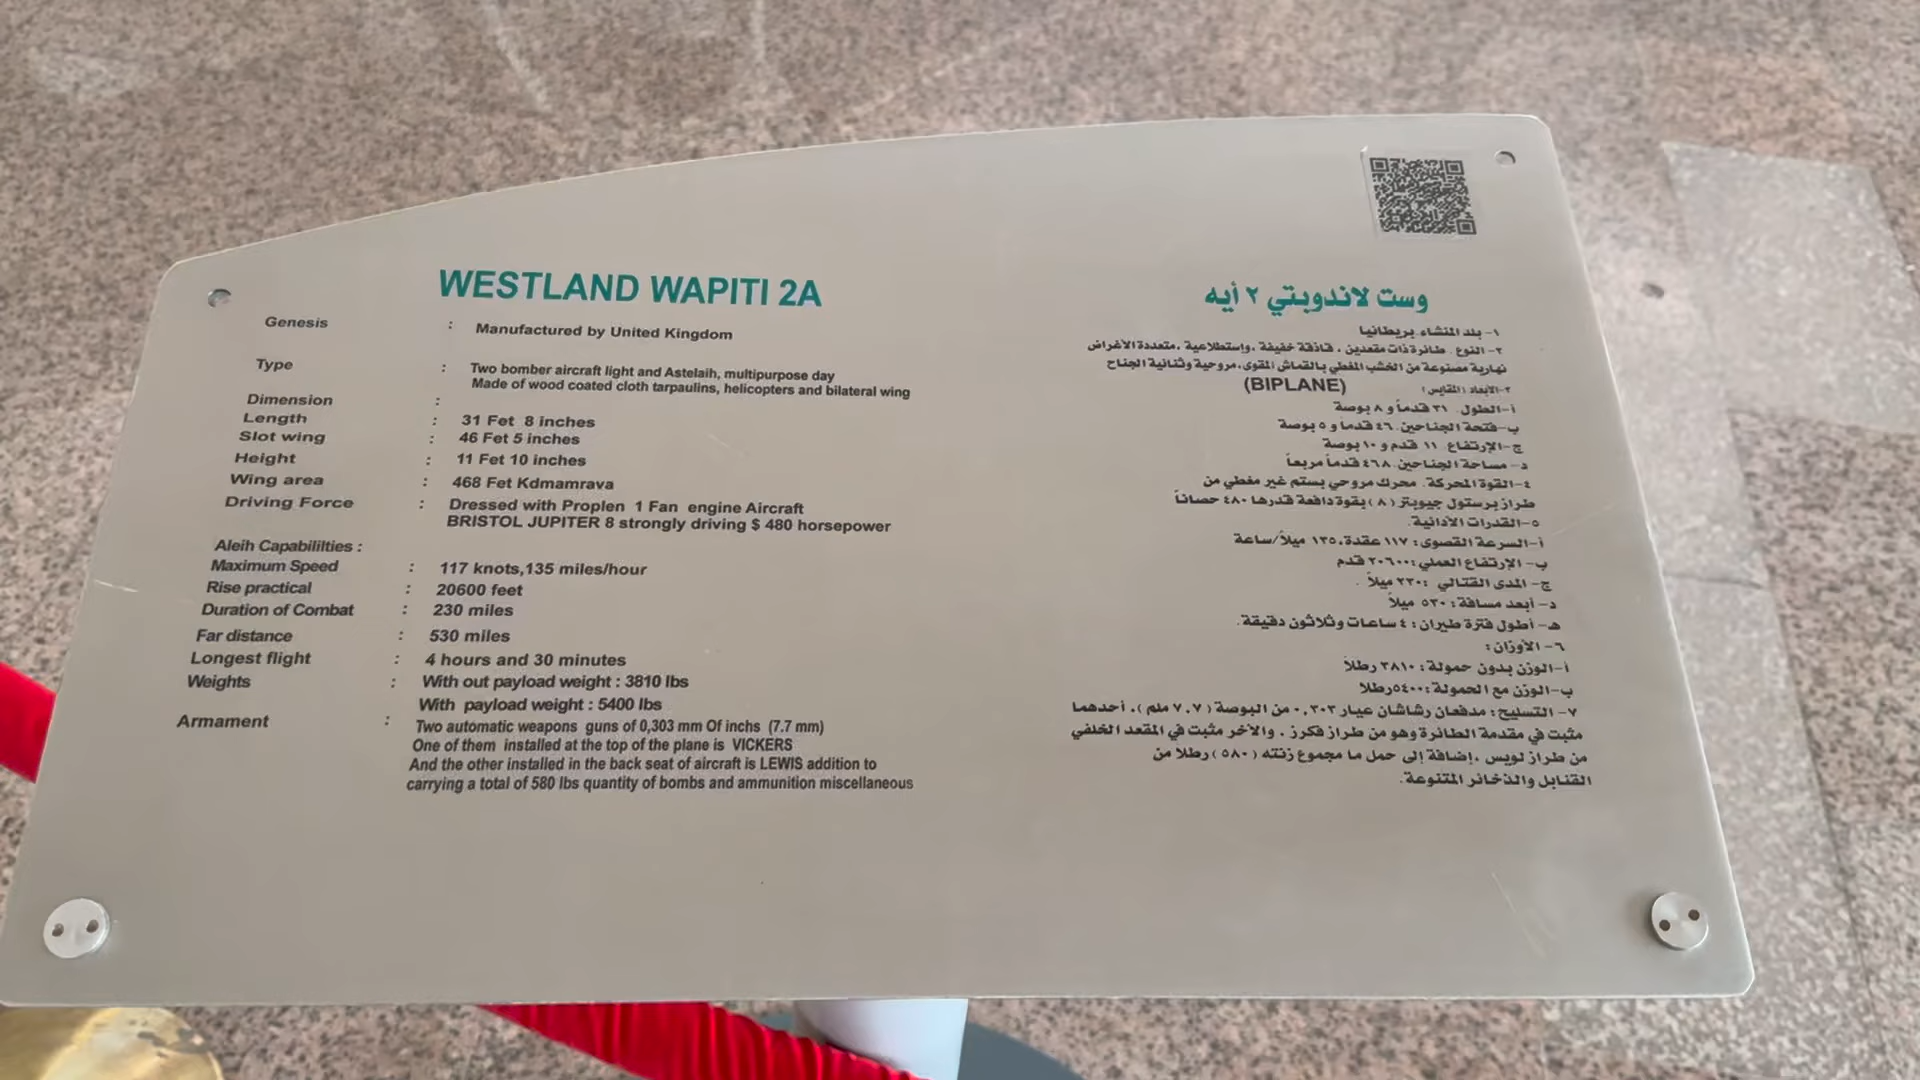 WESTLAND WAPITI 2A
Genesis : Manufactured by United Kingdom
Type : Two bomber aircraft light and Astelaih, multipurpose day
Made of wood coated cloth tarpaulins, helicopters and bilateral wing
Dimension :
Length : 31 Fet 8 inches
Slot wing : 46 Fet 5 inches
Height : 11 Fet 10 inches
Wing area : 468 Fet Kdmamrava
Driving Force : Dressed with Proplen 1 Fan engine Aircraft
BRISTOL JUPITER 8 strongly driving $ 480 horsepower
Aleih Capabililties :
Maximum Speed : 117 knots,135 miles/hour
Rise practical : 20600 feet
Duration of Combat : 230 miles
Far distance : 530 miles
Longest flight : 4 hours and 30 minutes
Weights : With out payload weight : 3810 lbs
With payload weight : 5400 lbs
Armament : Two automatic weapons guns of 0,303 mm Of inchs (7.7 mm)
One of them installed at the top of the plane is VICKERS
And the other installed in the back seat of aircraft is LEWIS addition to
carrying a total of 580 lbs quantity of bombs and ammunition miscellaneous
وست لاندوبتي ٢ أيه
١- بلد المنشاء بريطانيا
٢- النوع. طائرة ذات مقعدين ، قاذفة خفيفة ،وإستطلاعية ،متعددة الأغراض
نهارية مصنوعة من الخشب المغطي بالقماش المقوى،مروحية وثنائية الجناح
(BIPLANE)
٣-الأبعاد (المقايس):
أ-الطول. ٣١ قدماً و ٨ بوصة
ب-فتحة الجناحين. ٤٦ قدماً و ٥ بوصة
ج-الإرتفاع ١١ قدم و ١٠ بوصة
د- مساحة الجناحين. ٤٦٨ قدماً مربعاً
٤-القوة المحركة. محرك مروحي بستم غير مغطي من
طراز برستول جيوبتر (٨) بقوة دافعة قدرها ٤٨٠ حصاناً
٥-القدرات الأدائية.
أ-السرعة القصوى: ١١٧ عقدة، ١٣٥ ميلاً/ساعة
ب- الإرتفاع العملي: ٢٠٦٠٠ قدم
ج- المدى القتالي : ٢٣٠ ميلاً .
د- أبعد مسافة: ٥٣٠ ميلاً
هـ- أطول فترة طيران: ٤ ساعات وثلاثون دقيقة.
٦- الأوزان:
أ-الوزن بدون حمولة : ٣٨١٠ رطلاً
ب-الوزن مع الحمولة: ٥٤٠٠رطلا
٧- التسليح: مدفعان رشاشان عيار ٠,٣٠٣ من البوصة (٧,٧ ملم) ، أحدهما
مثبت في مقدمة الطائرة وهو من طراز فكرز ، والآخر مثبت في المقعد الخلفي
من طراز لويس ،إضافة إلى حمل ما مجموع زنته (٥٨٠) رطلا من
القنابل والذخائر المتنوعة.